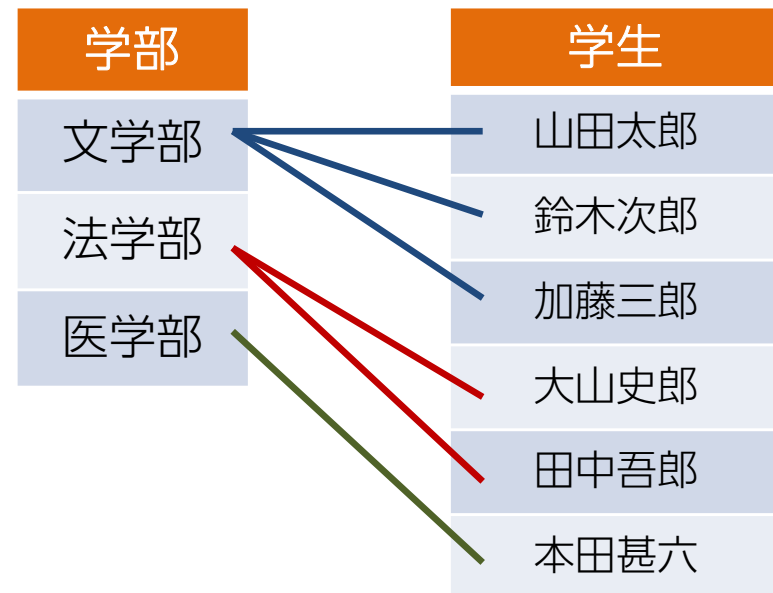 学部
文学部
法学部
医学部
学生
山田太郎
鈴木次郎
加藤三郎
大山史郎
田中吾郎
本田甚六